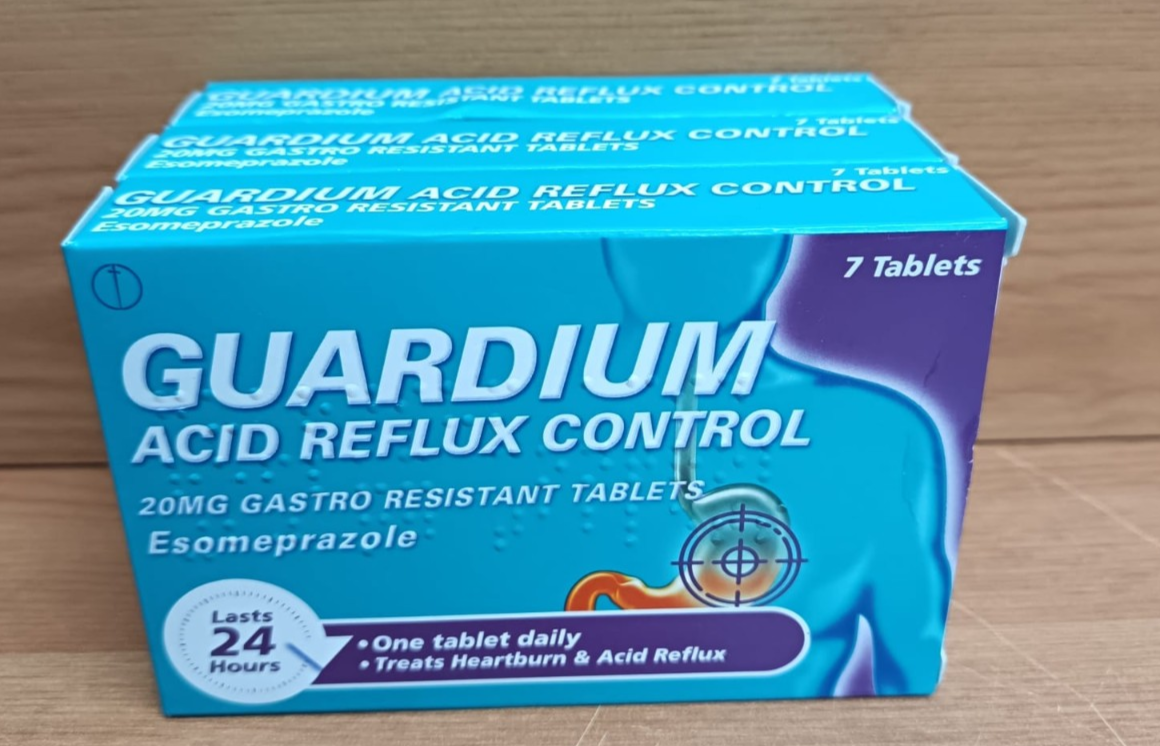 7 Tablets
GUARDIUM ACID REFLUX CONTROL
20MG GASTRO RESISTANT TABLETS
Esomeprazole
7 Tablets
GUARDIUM ACID REFLUX CONTROL
20MG GASTRO RESISTANT TABLETS
Esomeprazole
7 Tablets
GUARDIUM ACID REFLUX CONTROL
20MG GASTRO RESISTANT TABLETS
Esomeprazole
7 Tablets
GUARDIUM
ACID REFLUX CONTROL
20MG GASTRO RESISTANT TABLETS
Esomeprazole
Lasts
24
Hours
•One tablet daily
•Treats Heartburn & Acid Reflux